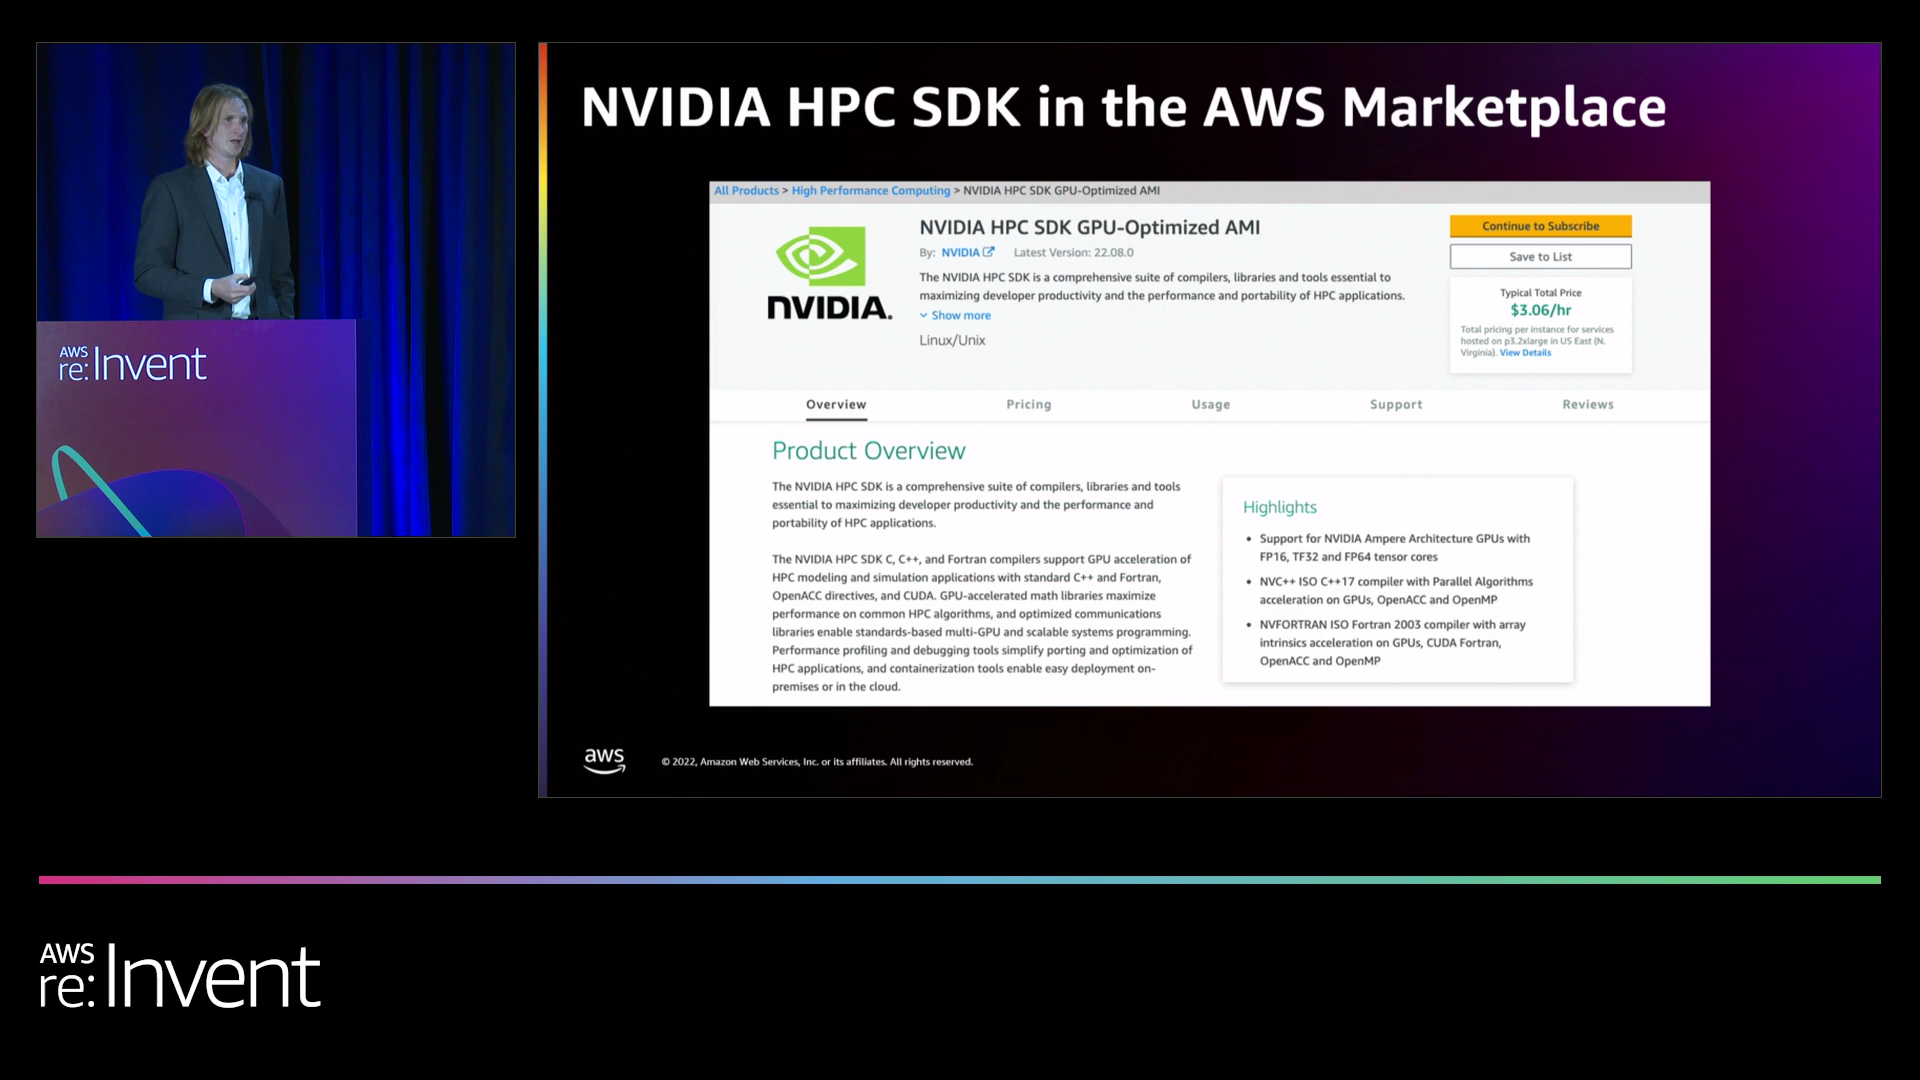 AWS
re:Invent
NVIDIA HPC SDK in the AWS Marketplace
All Products > High Performance Computing > NVIDIA HPC SDK GPU-Optimized AMI
NVIDIA.
NVIDIA HPC SDK GPU-Optimized AMI
By: NVIDIA Latest Version: 22.08.0
The NVIDIA HPC SDK is a comprehensive suite of compilers, libraries and tools essential to
maximizing developer productivity and the performance and portability of HPC applications.
Show more
Linux/Unix
Continue to Subscribe
Save to List
Typical Total Price
$3.06/hr
Total pricing per instance for services
hosted on p3.2xlarge in US East (N.
Virginia). View Details
Overview Pricing Usage Support Reviews
Product Overview
The NVIDIA HPC SDK is a comprehensive suite of compilers, libraries and tools
essential to maximizing developer productivity and the performance and
portability of HPC applications.
The NVIDIA HPC SDK C, C++, and Fortran compilers support GPU acceleration of
HPC modeling and simulation applications with standard C++ and Fortran,
OpenACC directives, and CUDA. GPU-accelerated math libraries maximize
performance on common HPC algorithms, and optimized communications
libraries enable standards-based multi-GPU and scalable systems programming.
Performance profiling and debugging tools simplify porting and optimization of
HPC applications, and containerization tools enable easy deployment on-
premises or in the cloud.
Highlights
• Support for NVIDIA Ampere Architecture GPUs with
FP16, TF32 and FP64 tensor cores
• NVC++ ISO C++17 compiler with Parallel Algorithms
acceleration on GPUs, OpenACC and OpenMP
• NVFORTRAN ISO Fortran 2003 compiler with array
intrinsics acceleration on GPUs, CUDA Fortran,
OpenACC and OpenMP
aws
© 2022, Amazon Web Services, Inc. or its affiliates. All rights reserved.
AWS
re:Invent